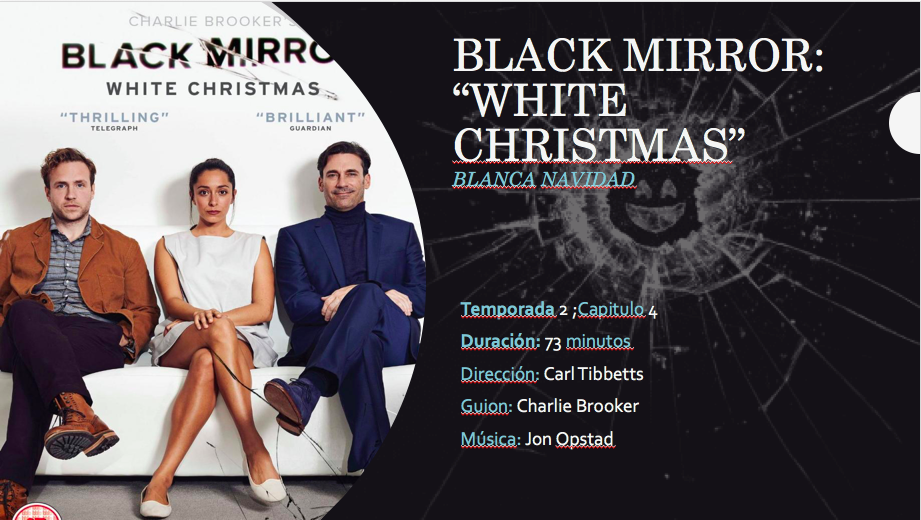 CHARLIE BROOKER'S
BLACK MIRRO
WHITE CHRISTMAS
“THRILLING”
TELEGRAPH
“BRILLIANT”
GUARDIAN
BLACK MIRROR:
“WHITE
CHRISTMAS”
BLANCA NAVIDAD
Temporada 2 ;Capitulo 4
Duración: 73 minutos
Dirección: Carl Tibbetts
Guion: Charlie Brooker
Música: Jon Opstad